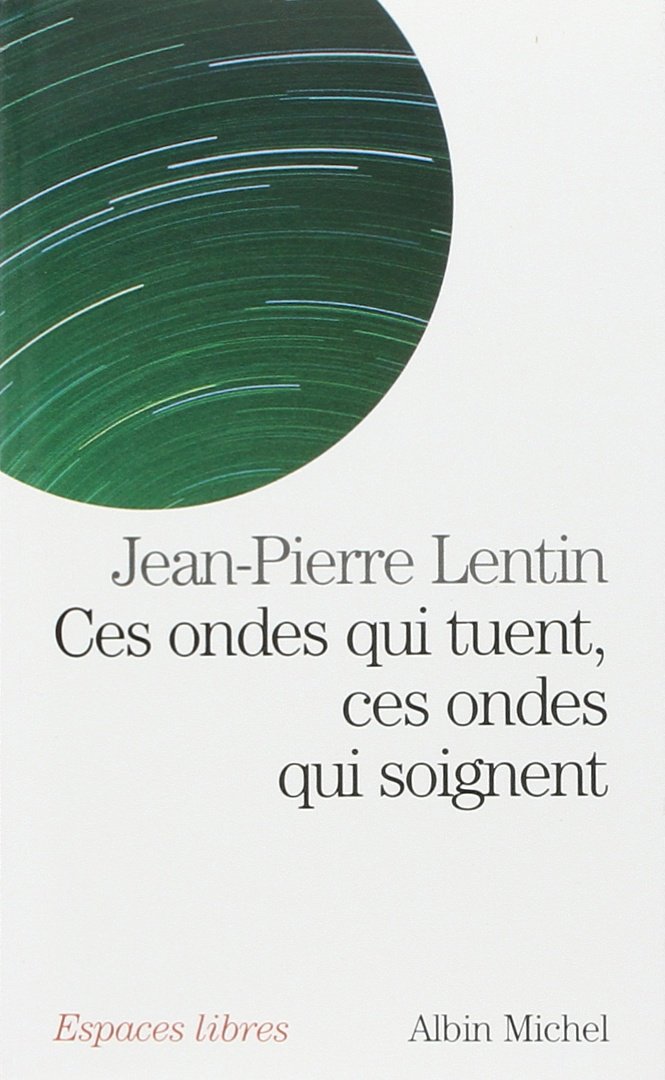 Jean-Pierre Lentin
Ces ondes qui tuent,
ces ondes
qui soignent
Espaces libres
Albin Michel